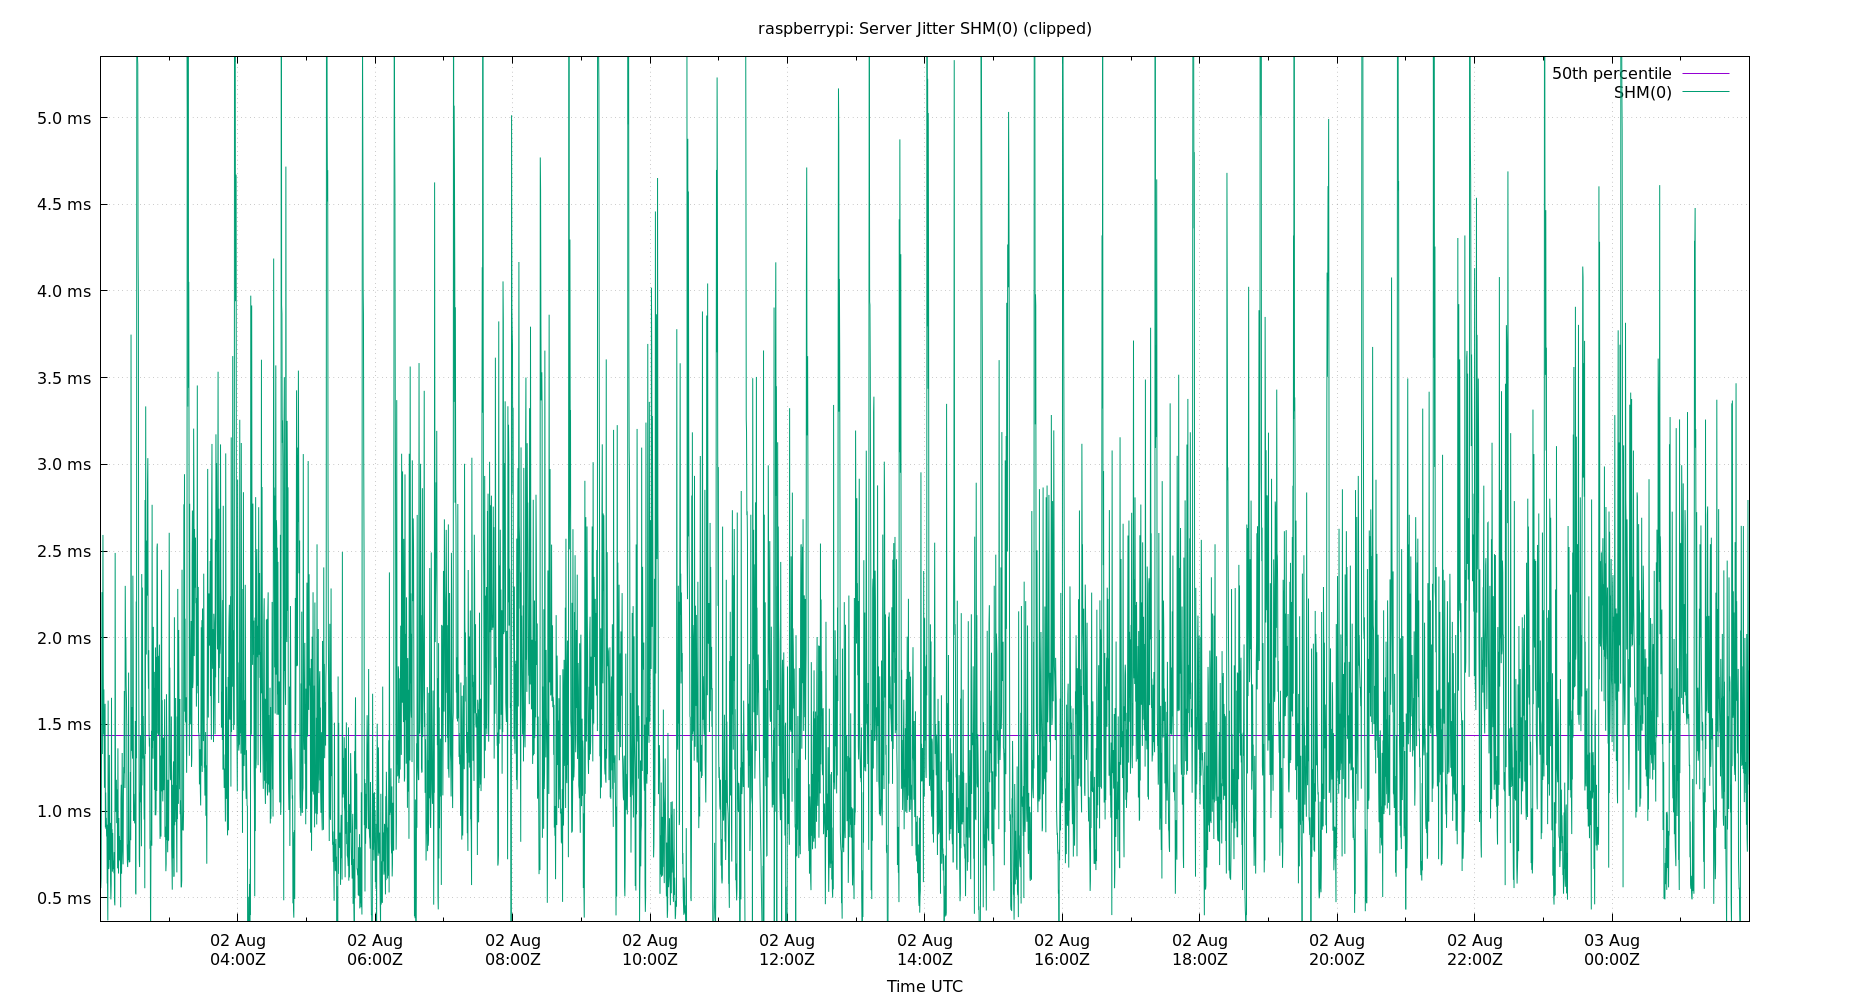 raspberrypi: Server Jitter SHM(0) (clipped)
50th percentile
SHM(0)
5.0 ms
4.5 ms
4.0 ms
3.5 ms
3.0 ms
2.5 ms
2.0 ms
1.5 ms
1.0 ms
0.5 ms
02 Aug 02 Aug 02 Aug 02 Aug 02 Aug 02 Aug 02 Aug 02 Aug 02 Aug 02 Aug 03 Aug
04:00Z 06:00Z 08:00Z 10:00Z 12:00Z 14:00Z 16:00Z 18:00Z 20:00Z 22:00Z 00:00Z
Time UTC